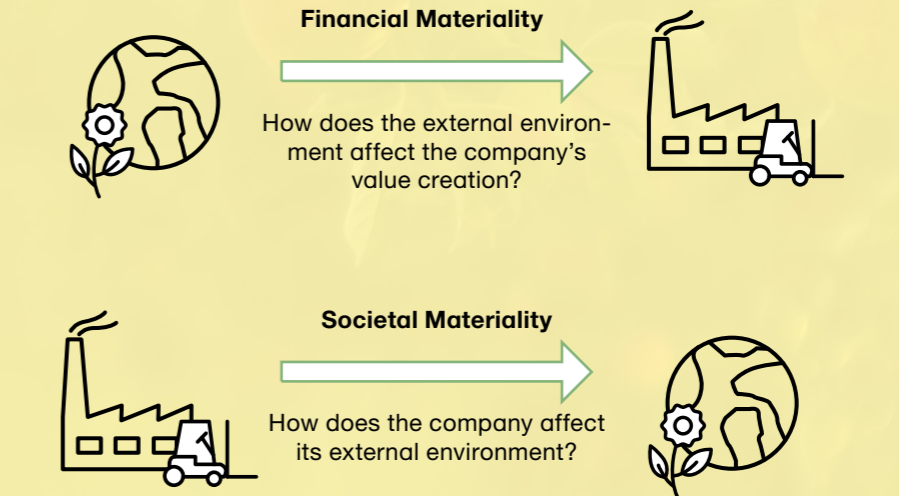 Financial Materiality
How does the external environ-
ment affect the company's
value creation?
Societal Materiality
How does the company affect
its external environment?